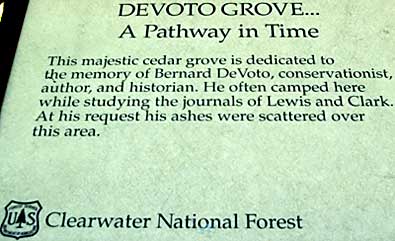 DEVOTO GROVE...
A Pathway in Time
This majestic cedar grove is dedicated to
the memory of Bernard DeVoto, conservationist,
author, and historian. He often camped here
while studying the journals of Lewis and Clark.
At his request his ashes were scattered over
this area.
UAS
Clearwater National Forest